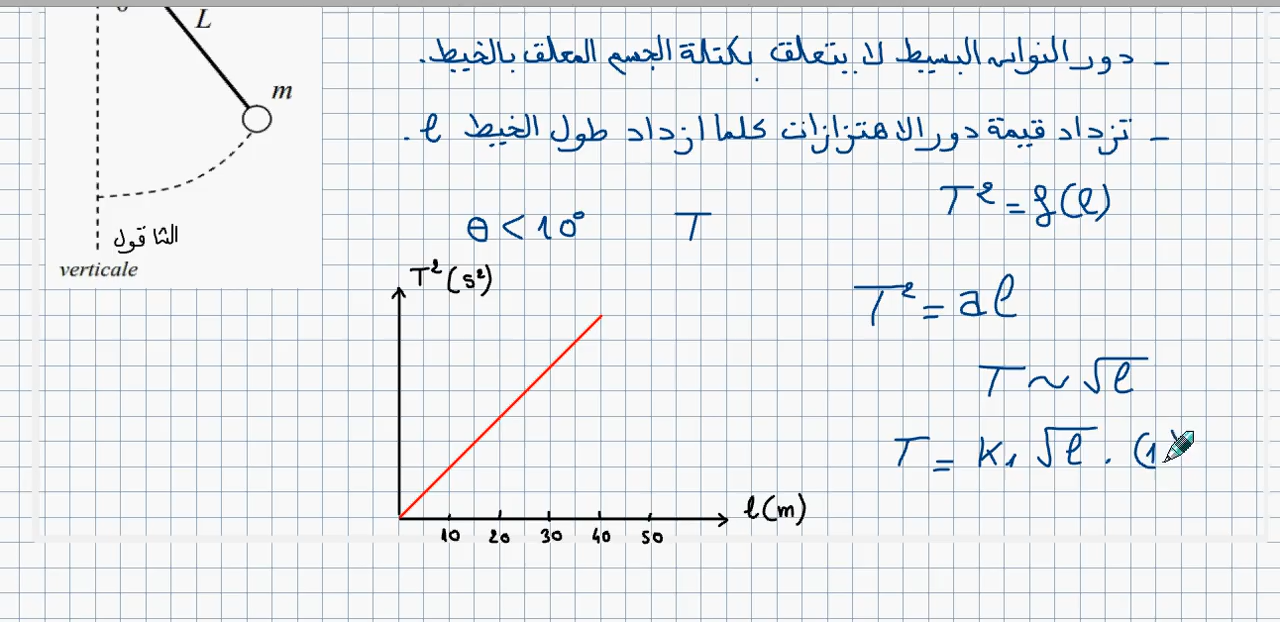 L
m
الثاقول
verticale
- دور النواس البسيط لا يتعلق بكتلة الجسم المعلق بالخيط.
- تزداد قيمة دور الاهتزازات كلما ازداد طول الخيط ℓ.
T² = f(ℓ)
θ < 10° T
T² (s²)
T² = aℓ
T ~ √ℓ
T = K₁ √ℓ . (1)
ℓ(m)
10 20 30 40 50